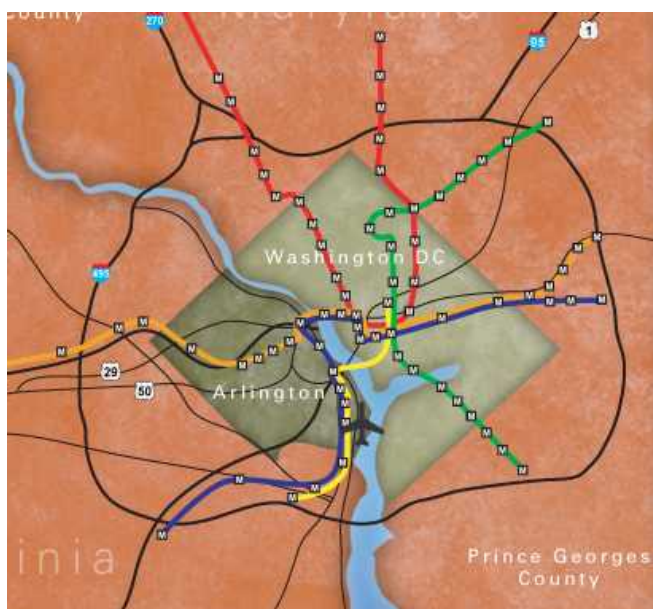 Maryland
County
270
95
1
Washington DC
495
29
50
Arlington
inia
Prince Georges
County